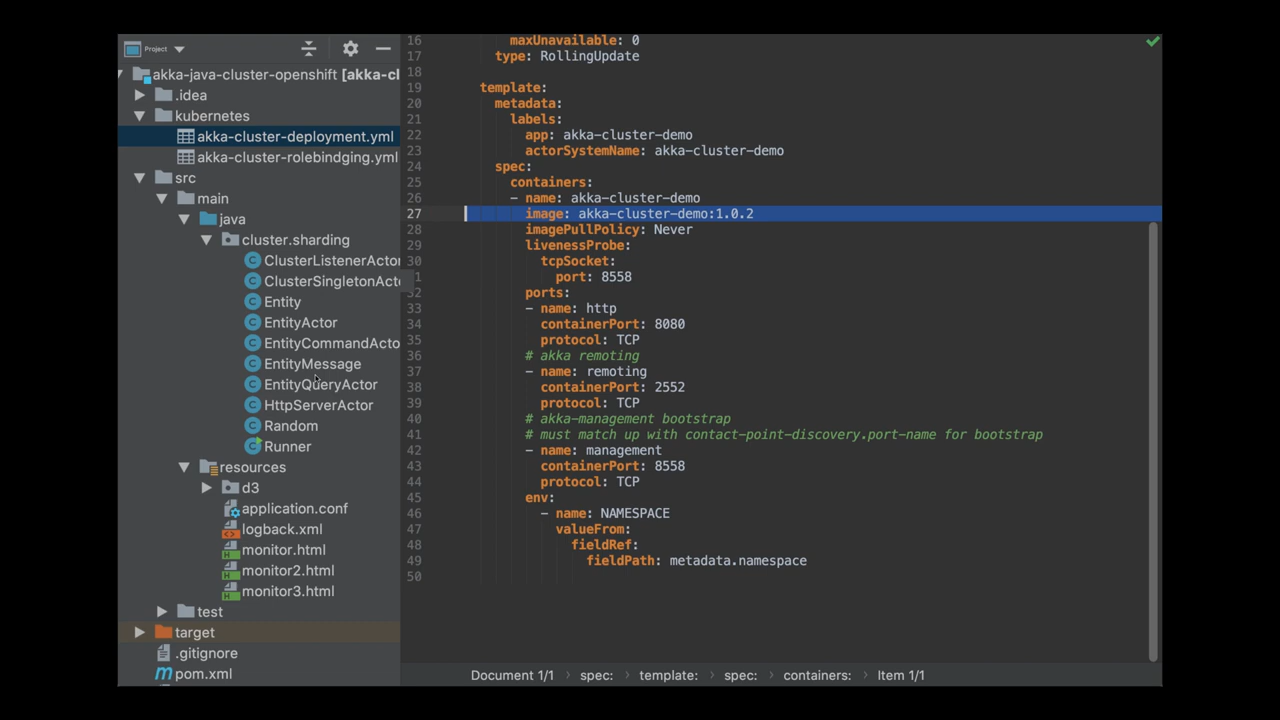 Project
akka-java-cluster-openshift [akka-cl
.idea
kubernetes
akka-cluster-deployment.yml
akka-cluster-rolebindging.yml
src
main
java
cluster.sharding
ClusterListenerActor
ClusterSingletonActo
Entity
EntityActor
EntityCommandActo
EntityMessage
EntityQueryActor
HttpServerActor
Random
Runner
resources
d3
application.conf
logback.xml
monitor.html
monitor2.html
monitor3.html
test
target
.gitignore
pom.xml
16 maxUnavailable: 0
17 type: RollingUpdate
18
19 template:
20 metadata:
21 labels:
22 app: akka-cluster-demo
23 actorSystemName: akka-cluster-demo
24 spec:
25 containers:
26 - name: akka-cluster-demo
27 image: akka-cluster-demo:1.0.2
28 imagePullPolicy: Never
29 livenessProbe:
30 tcpSocket:
31 port: 8558
32 ports:
33 - name: http
34 containerPort: 8080
35 protocol: TCP
36 # akka remoting
37 - name: remoting
38 containerPort: 2552
39 protocol: TCP
40 # akka-management bootstrap
41 # must match up with contact-point-discovery.port-name for bootstrap
42 - name: management
43 containerPort: 8558
44 protocol: TCP
45 env:
46 - name: NAMESPACE
47 valueFrom:
48 fieldRef:
49 fieldPath: metadata.namespace
50
Document 1/1 › spec: › template: › spec: › containers: › Item 1/1